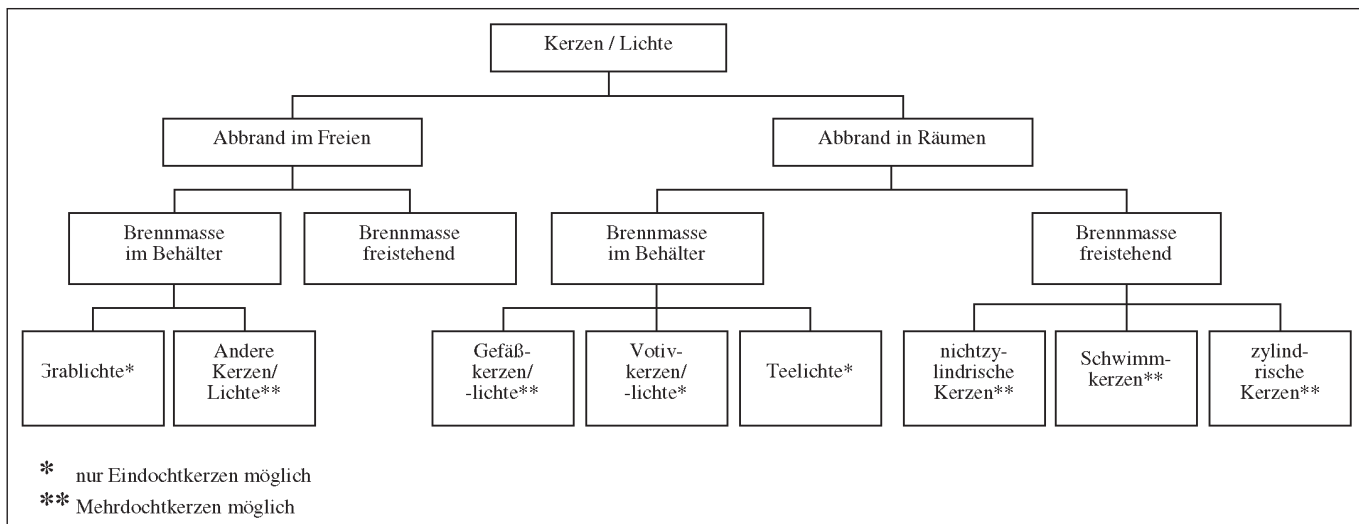 Kerzen / Lichte
Abbrand im Freien
Abbrand in Räumen
Brennmasse
im Behälter
Brennmasse
freistehend
Brennmasse
im Behälter
Brennmasse
freistehend
Grablichte*
Andere
Kerzen/
Lichte**
Gefäß-
kerzen/
-lichte**
Votiv-
kerzen/
-lichte*
Teelichte*
nichtzy-
lindrische
Kerzen**
Schwimm-
kerzen**
zylind-
rische
Kerzen**
* nur Eindochtkerzen möglich
** Mehrdochtkerzen möglich